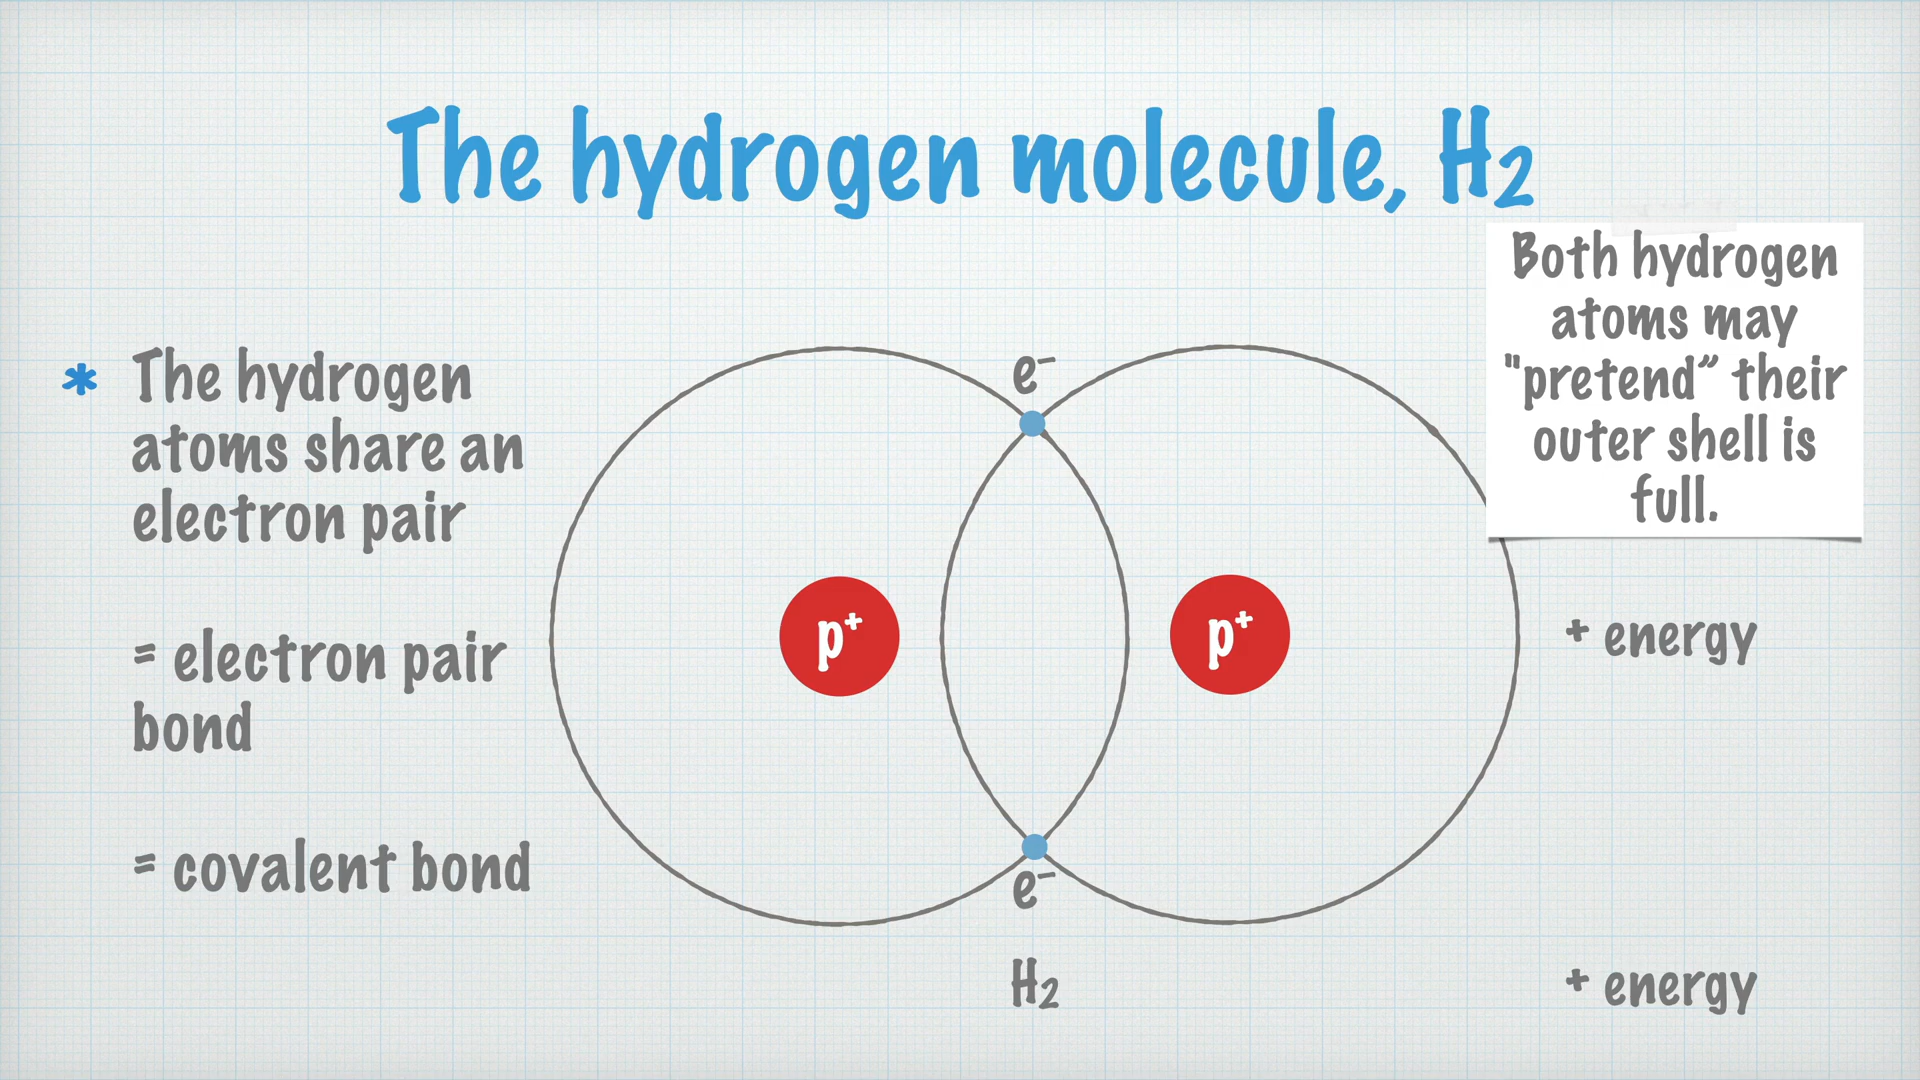 The hydrogen molecule, H₂
Both hydrogen
atoms may
"pretend” their
outer shell is
full.
* The hydrogen
atoms share an
electron pair
= electron pair
bond
= covalent bond
e⁻
p⁺
p⁺
e⁻
H₂
+ energy
+ energy